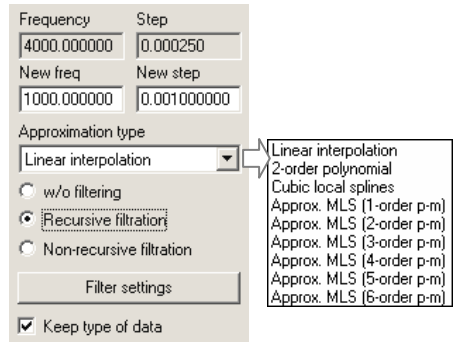 Frequency Step
4000.000000 0.000250
New freq New step
1000.000000 0.001000000
Approximation type
Linear interpolation
w/o filtering
Recursive filtration
Non-recursive filtration
Filter settings
Keep type of data
Linear interpolation
2-order polynomial
Cubic local splines
Approx. MLS (1-order p-m)
Approx. MLS (2-order p-m)
Approx. MLS (3-order p-m)
Approx. MLS (4-order p-m)
Approx. MLS (5-order p-m)
Approx. MLS (6-order p-m)